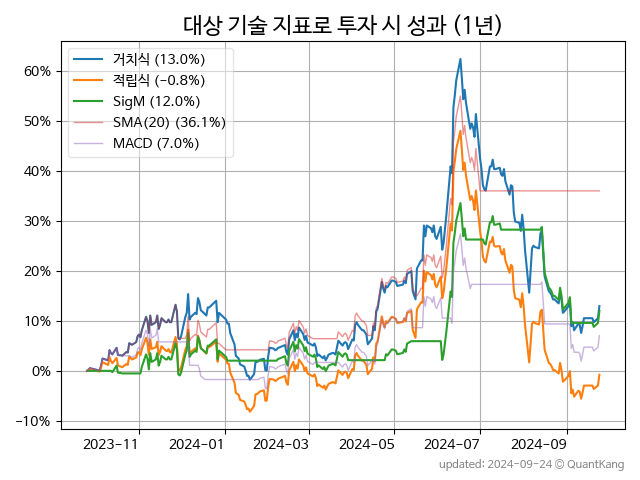 대상 기술 지표로 투자 시 성과 (1년)
거치식 (13.0%)
적립식 (−0.8%)
SigM (12.0%)
SMA(20) (36.1%)
MACD (7.0%)
60%
50%
40%
30%
20%
10%
0%
−10%
2023-11
2024-01
2024-03
2024-05
2024-07
2024-09
updated: 2024-09-24 © QuantKang